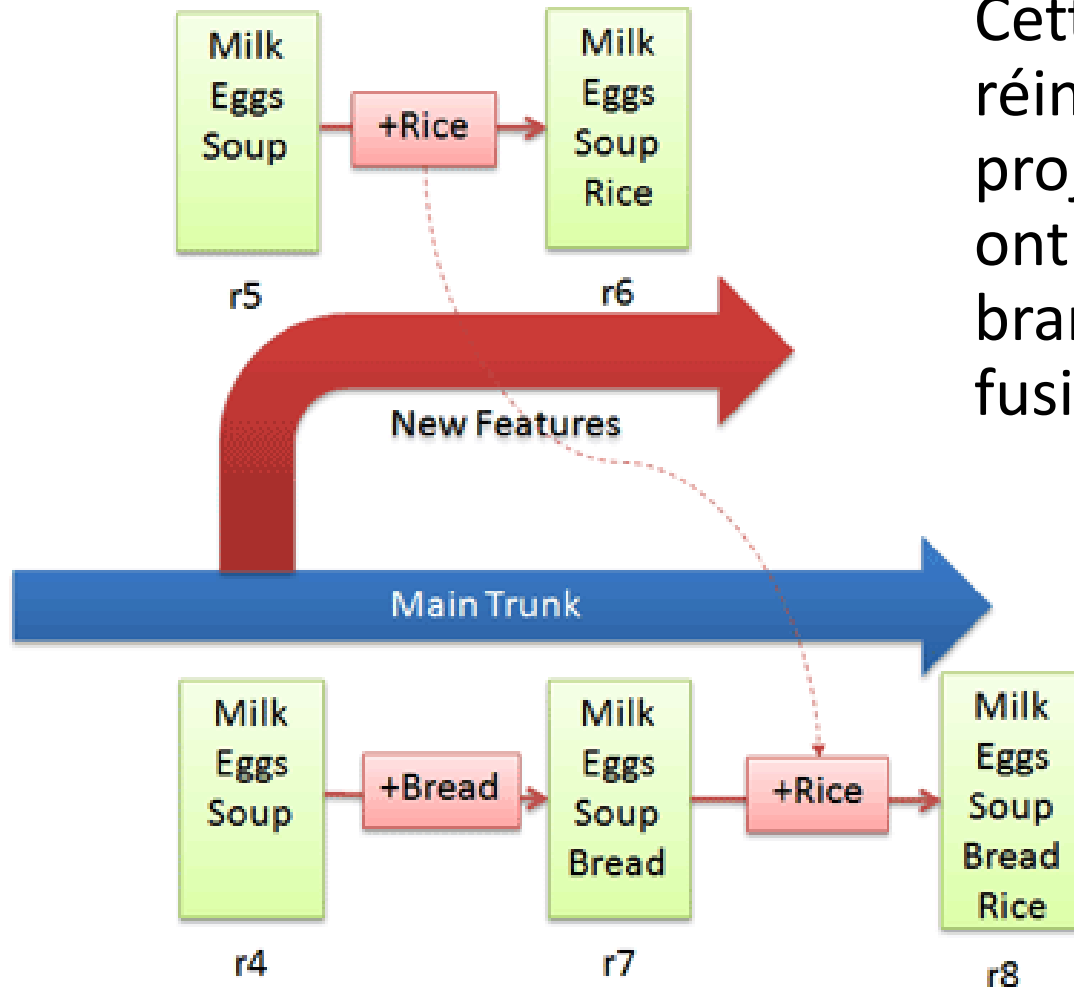 Milk
Eggs
Soup
+Rice
Milk
Eggs
Soup
Rice
r5
r6
New Features
Main Trunk
Milk
Eggs
Soup
+Bread
Milk
Eggs
Soup
Bread
+Rice
Milk
Eggs
Soup
Bread
Rice
r4
r7
r8
ont